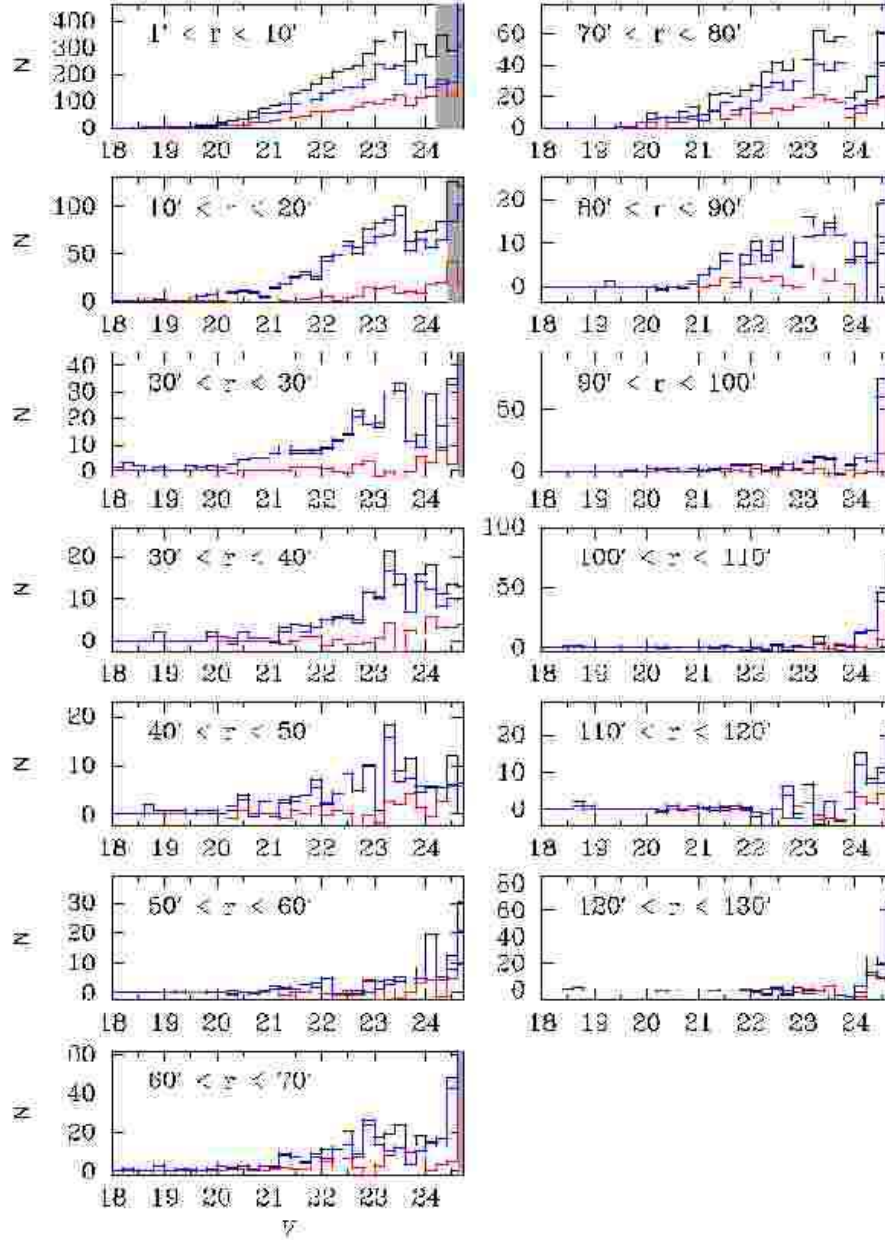 N
400
300
200
100
0
1' < r < 10'
18 19 20 21 22 23 24
60
40
20
0
70' < r < 80'
18 19 20 21 22 23 24
N
100
50
0
10' < r < 20'
18 19 20 21 22 23 24
20
10
0
80' < r < 90'
18 19 20 21 22 23 24
N
40
30
20
10
0
20' < r < 30'
18 19 20 21 22 23 24
50
0
90' < r < 100'
18 19 20 21 22 23 24
N
20
10
0
30' < r < 40'
18 19 20 21 22 23 24
100
50
0
100' < r < 110'
18 19 20 21 22 23 24
N
20
10
0
40' < r < 50'
18 19 20 21 22 23 24
20
10
0
110' < r < 120'
18 19 20 21 22 23 24
N
30
20
10
0
50' < r < 60'
18 19 20 21 22 23 24
80
60
40
20
0
120' < r < 130'
18 19 20 21 22 23 24
N
60
40
20
0
60' < r < 70'
18 19 20 21 22 23 24
V